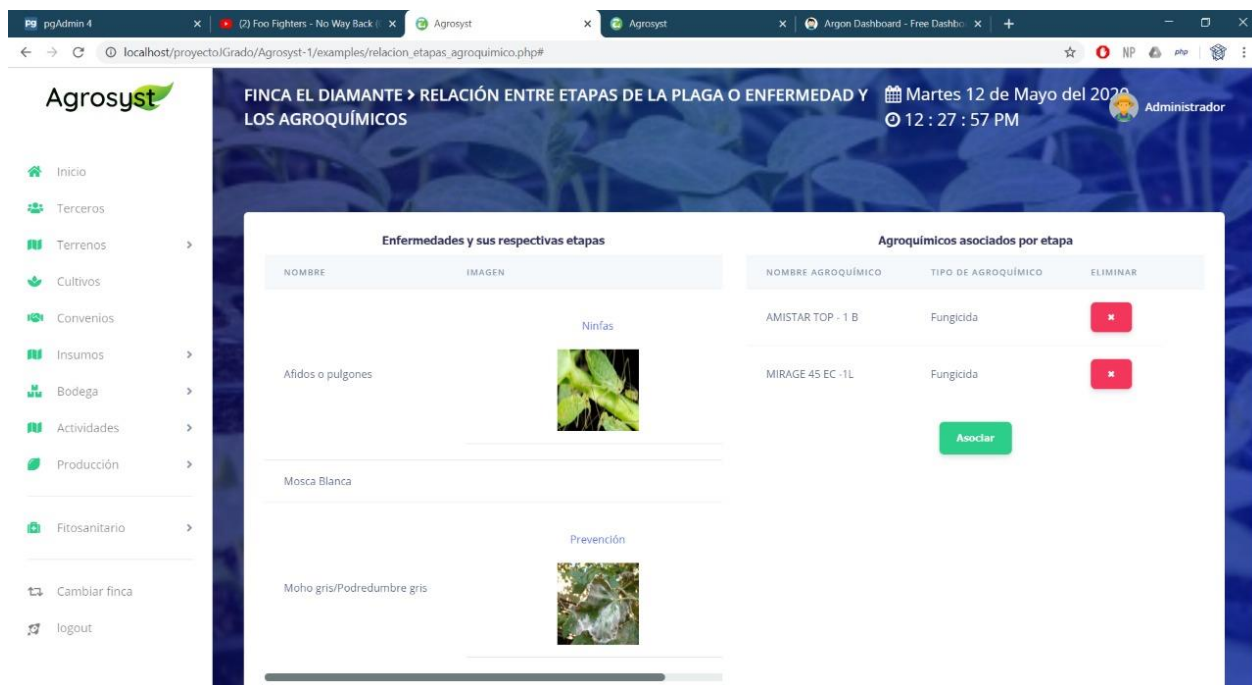 pgAdmin 4
(2) Foo Fighters - No Way Back (
Agrosyst
Agrosyst
Argon Dashboard - Free Dashbo
localhost/proyectoJGrado/Agrosyst-1/examples/relacion_etapas_agroquimico.php#
NP
php
Agrosyst
FINCA EL DIAMANTE > RELACIÓN ENTRE ETAPAS DE LA PLAGA O ENFERMEDAD Y
LOS AGROQUÍMICOS
Martes 12 de Mayo del 2020
12 : 27 : 57 PM
Administrador
Inicio
Terceros
Terrenos
Cultivos
Convenios
Insumos
Bodega
Actividades
Producción
Fitosanitario
Cambiar finca
logout
Enfermedades y sus respectivas etapas
NOMBRE IMAGEN
Ninfas
Afidos o pulgones
Mosca Blanca
Prevención
Moho gris/Podredumbre gris
Agroquímicos asociados por etapa
NOMBRE AGROQUÍMICO TIPO DE AGROQUÍMICO ELIMINAR
AMISTAR TOP - 1 B Fungicida
MIRAGE 45 EC -1L Fungicida
Asociar